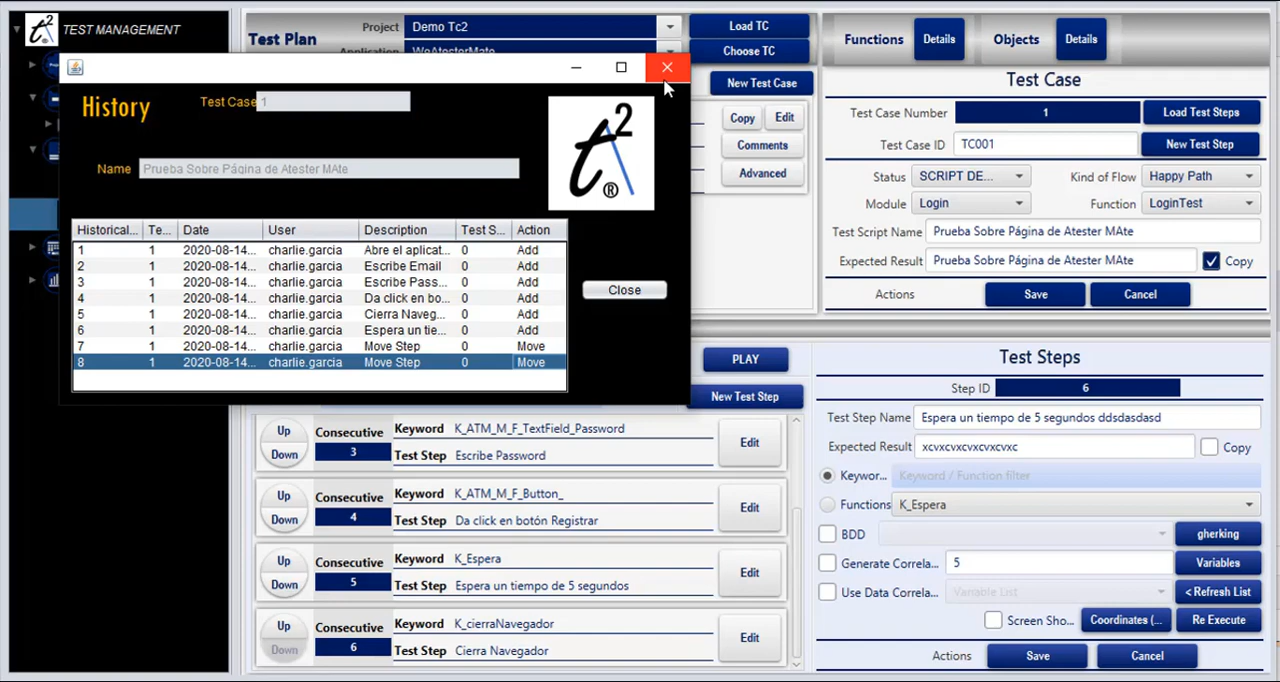 t2 TEST MANAGEMENT
Test Plan
Project Demo Tc2
Load TC
Choose TC
New Test Case
Copy Edit
Comments
Advanced
Functions Details Objects Details
Test Case
Test Case Number 1 Load Test Steps
Test Case ID TC001 New Test Step
Status SCRIPT DE... Kind of Flow Happy Path
Module Login Function LoginTest
Test Script Name Prueba Sobre Página de Atester MAte
Expected Result Prueba Sobre Página de Atester MAte Copy
Actions Save Cancel
History
Test Case 1
Name Prueba Sobre Página de Atester MAte
t2 ®
Historical... Te... Date User Description Test S... Action
1 1 2020-08-14... charlie.garcia Abre el aplicat... 0 Add
2 1 2020-08-14... charlie.garcia Escribe Email 0 Add
3 1 2020-08-14... charlie.garcia Escribe Pass... 0 Add
4 1 2020-08-14... charlie.garcia Da click en bo... 0 Add
5 1 2020-08-14... charlie.garcia Cierra Naveg... 0 Add
6 1 2020-08-14... charlie.garcia Espera un tie... 0 Add
7 1 2020-08-14... charlie.garcia Move Step 0 Move
8 1 2020-08-14... charlie.garcia Move Step 0 Move
Close
PLAY
New Test Step
Up Down Consecutive 3 Keyword K_ATM_M_F_TextField_Password
Test Step Escribe Password Edit
Up Down Consecutive 4 Keyword K_ATM_M_F_Button_
Test Step Da click en botón Registrar Edit
Up Down Consecutive 5 Keyword K_Espera
Test Step Espera un tiempo de 5 segundos Edit
Up Down Consecutive 6 Keyword K_cierraNavegador
Test Step Cierra Navegador Edit
Test Steps
Step ID 6
Test Step Name Espera un tiempo de 5 segundos ddsdasdasd
Expected Result xcvxcvxcvxcvxcvxc Copy
Keywor... Keyword / Function filter
Functions K_Espera
BDD gherking
Generate Correla... 5 Variables
Use Data Correla... Variable List < Refresh List
Screen Sho... Coordinates (... Re Execute
Actions Save Cancel